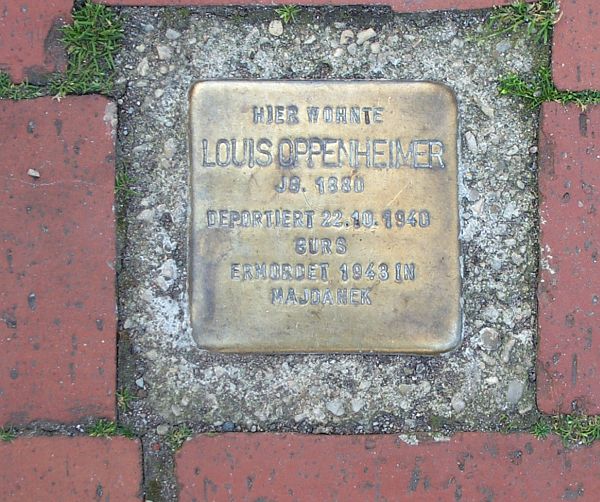 HIER WOHNTE
LOUIS OPPENHEIMER
JG. 1880
DEPORTIERT 22.10.1940
GURS
ERMORDET 1943 IN
MAJDANEK